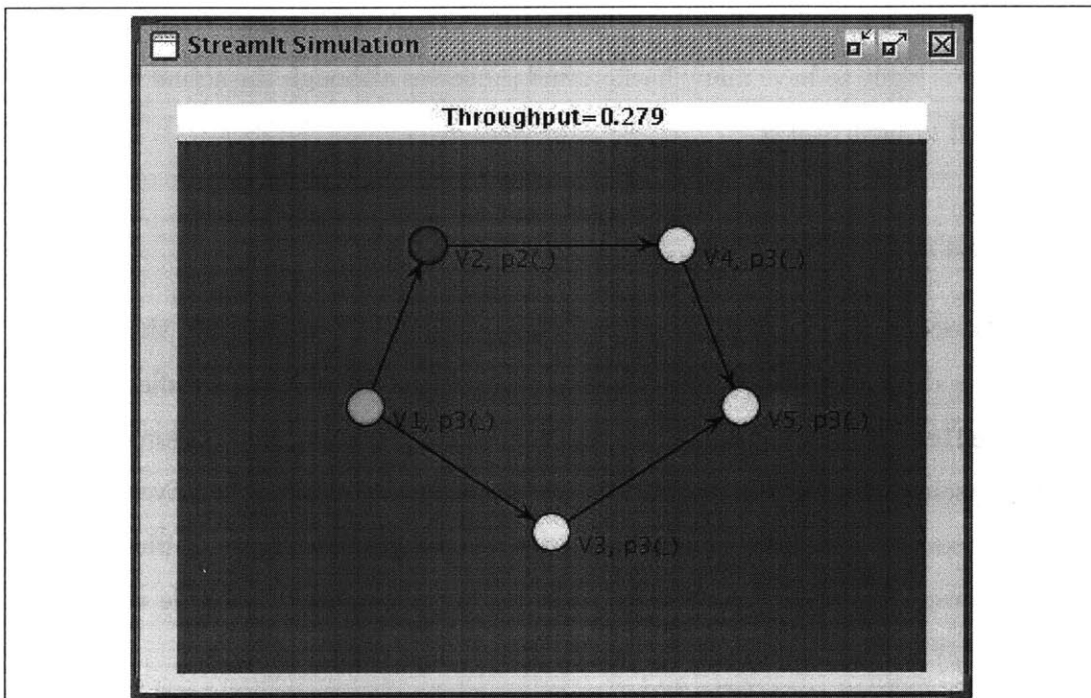 StreamIt Simulation
Throughput=0.279
V2, p2(_)
V4, p3(_)
V1, p3(_)
V5, p3(_)
V3, p3(_)